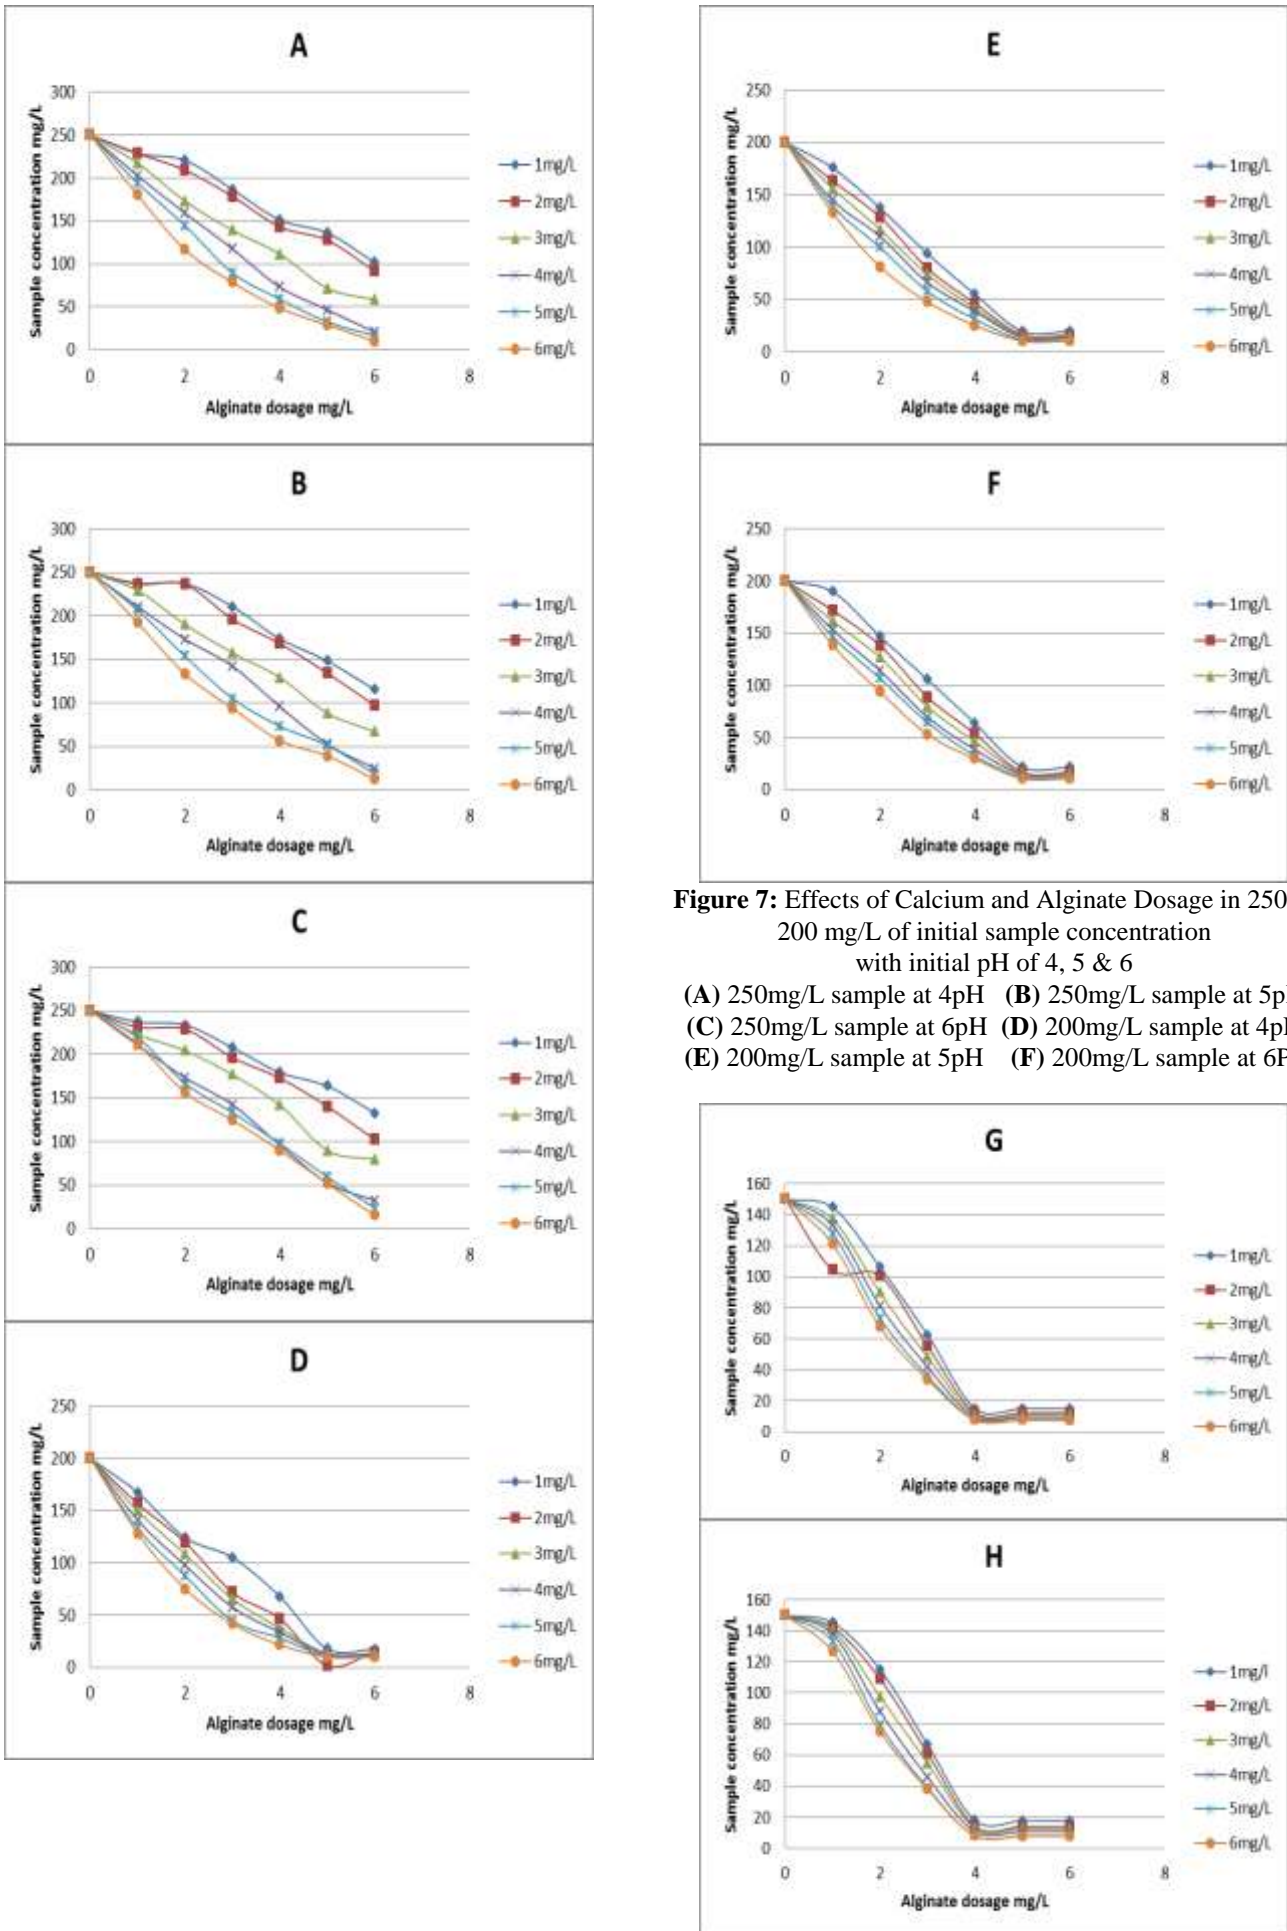 A
300
250
200
150
100
50
0
Sample concentration mg/L
0 2 4 6 8
Alginate dosage mg/L
1mg/L
2mg/L
3mg/L
4mg/L
5mg/L
6mg/L
B
300
250
200
150
100
50
0
Sample concentration mg/L
0 2 4 6 8
Alginate dosage mg/L
1mg/L
2mg/L
3mg/L
4mg/L
5mg/L
6mg/L
C
300
250
200
150
100
50
0
Sample concentration mg/L
0 2 4 6 8
Alginate dosage mg/L
1mg/L
2mg/L
3mg/L
4mg/L
5mg/L
6mg/L
D
250
200
150
100
50
0
Sample concentration mg/L
0 2 4 6 8
Alginate dosage mg/L
1mg/L
2mg/L
3mg/L
4mg/L
5mg/L
6mg/L
E
250
200
150
100
50
0
Sample concentration mg/L
0 2 4 6 8
Alginate dosage mg/L
1mg/L
2mg/L
3mg/L
4mg/L
5mg/L
6mg/L
F
250
200
150
100
50
0
Sample concentration mg/L
0 2 4 6 8
Alginate dosage mg/L
1mg/L
2mg/L
3mg/L
4mg/L
5mg/L
6mg/L
Figure 7: Effects of Calcium and Alginate Dosage in 250
200 mg/L of initial sample concentration
with initial pH of 4, 5 & 6
(A) 250mg/L sample at 4pH (B) 250mg/L sample at 5p
(C) 250mg/L sample at 6pH (D) 200mg/L sample at 4p
(E) 200mg/L sample at 5pH (F) 200mg/L sample at 6P
G
160
140
120
100
80
60
40
20
0
Sample concentration mg/L
0 2 4 6 8
Alginate dosage mg/L
1mg/L
2mg/L
3mg/L
4mg/L
5mg/L
6mg/L
H
160
140
120
100
80
60
40
20
0
Sample concentration mg/L
0 2 4 6 8
Alginate dosage mg/L
1mg/l
2mg/L
3mg/L
4mg/L
5mg/L
6mg/L